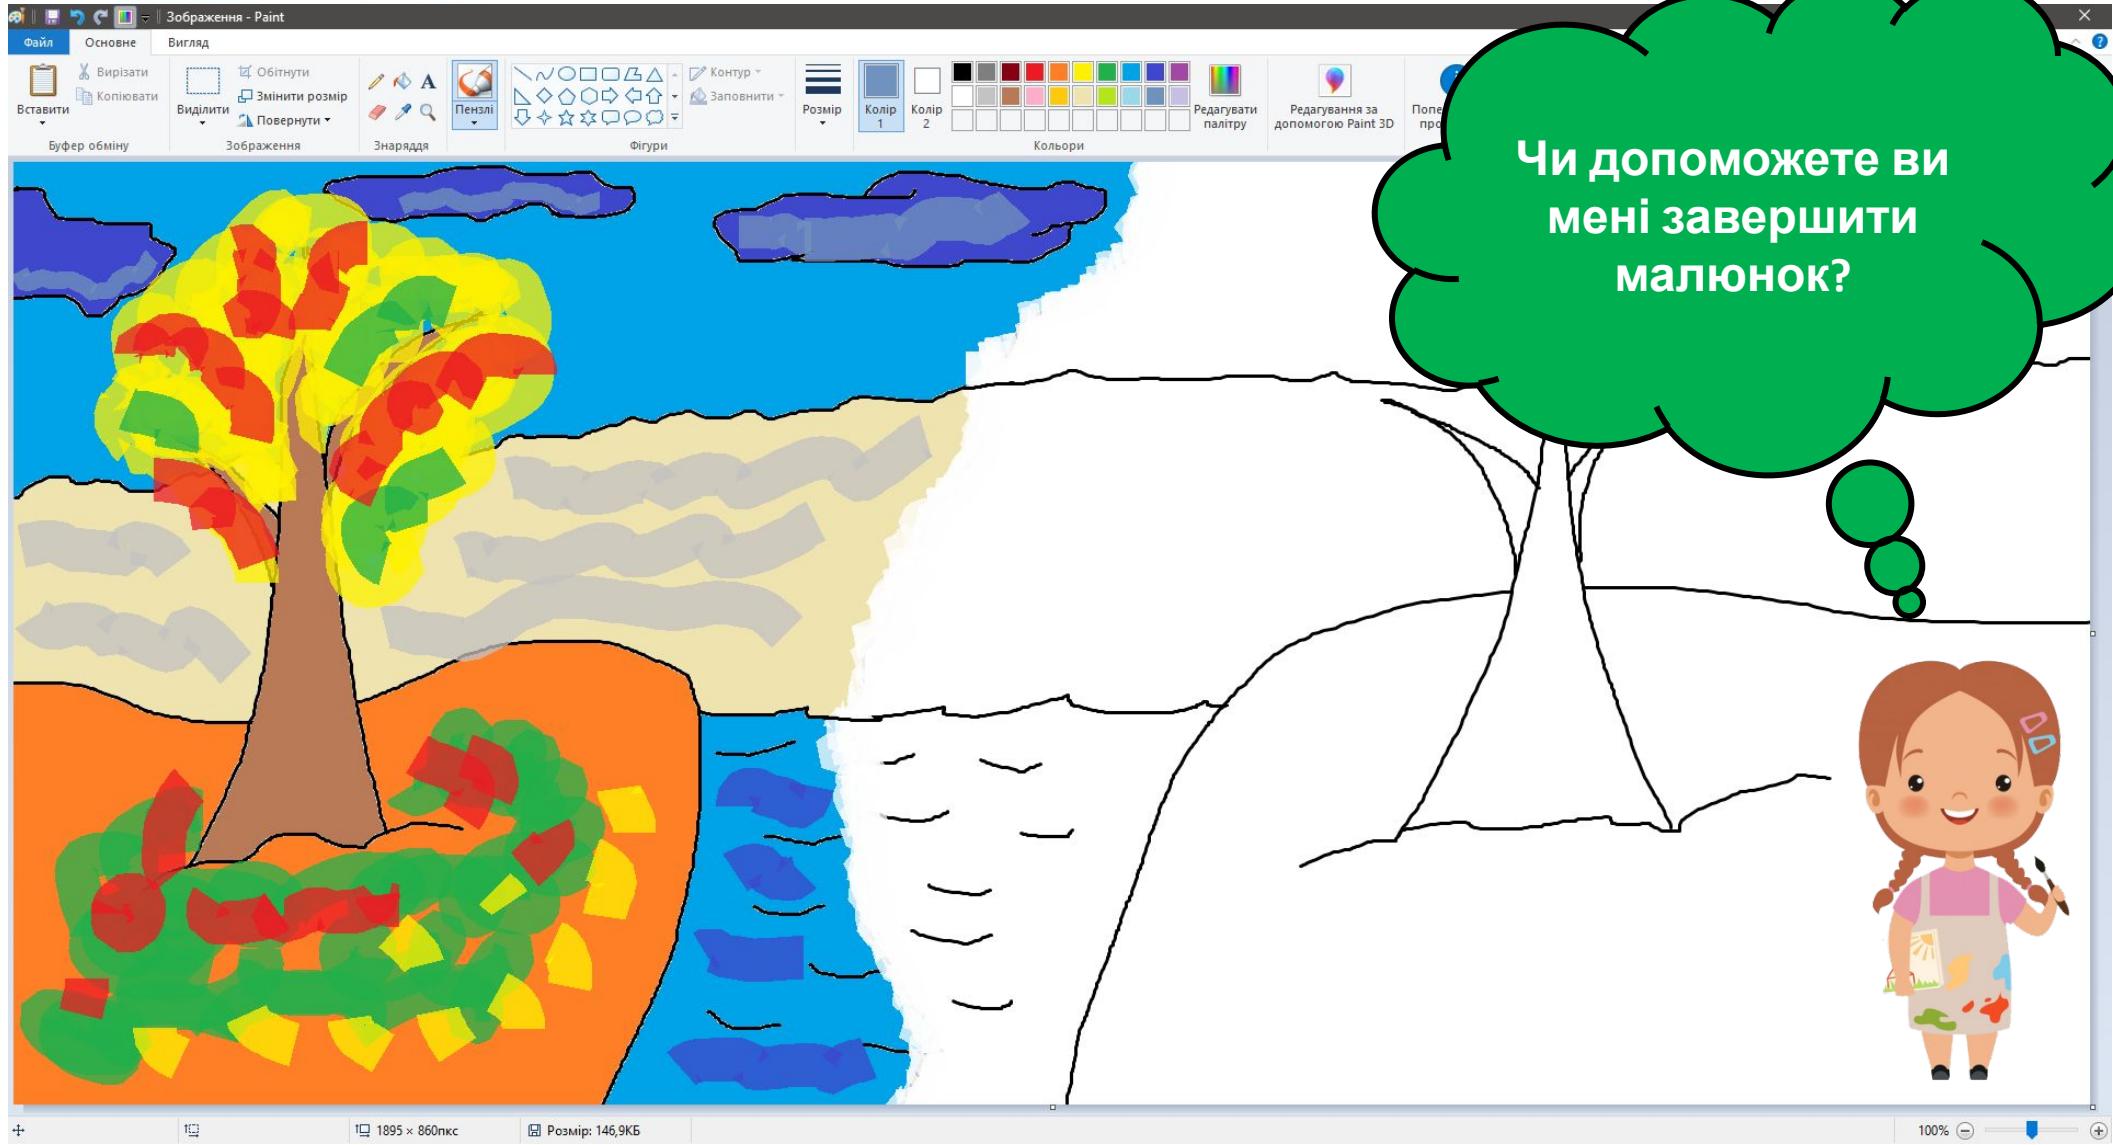 Зображення - Paint
Файл Основне Вигляд
Вставити
Вирізати
Копіювати
Буфер обміну
Виділити
Обітнути
Змінити розмір
Повернути
Зображення
A
Знаряддя
Пензлі
Контур
Заповнити
Фігури
Розмір
Колір
1
Колір
2
Кольори
Редагувати
палітру
Редагування за
допомогою Paint 3D
Чи допоможете ви
мені завершити
малюнок?
1895 × 860пкс
Розмір: 146,9КБ
100%